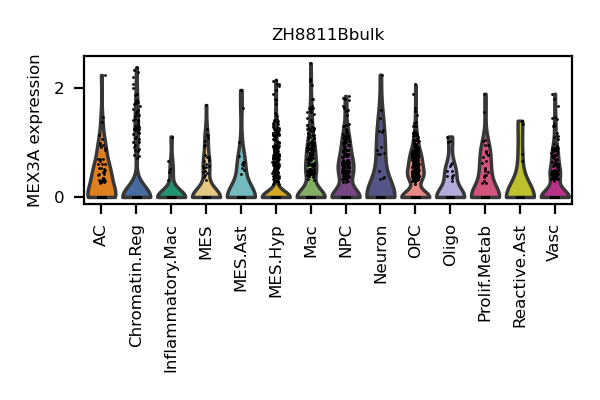 ZH8811Bbulk
MEX3A expression
2
0
AC
Chromatin.Reg
Inflammatory.Mac
MES
MES.Ast
MES.Hyp
Mac
NPC
Neuron
OPC
Oligo
Prolif.Metab
Reactive.Ast
Vasc